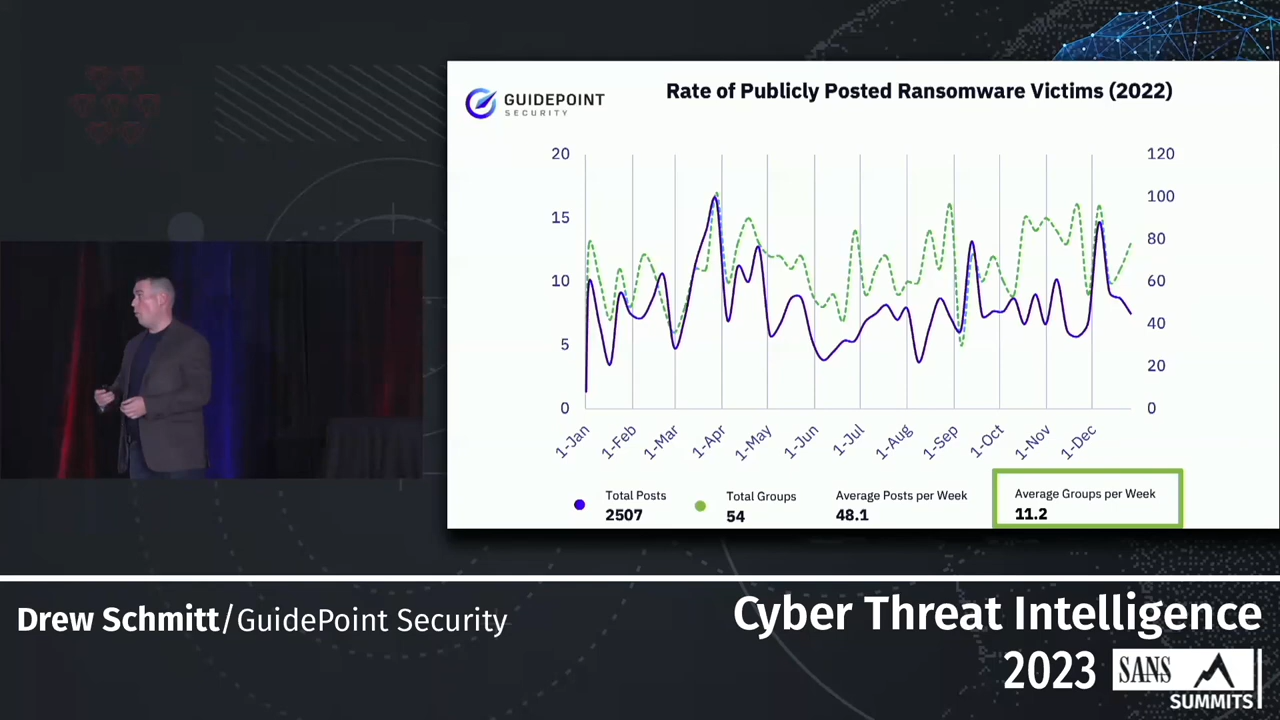 GUIDEPOINT
SECURITY
Rate of Publicly Posted Ransomware Victims (2022)
20
15
10
5
0
120
100
80
60
40
20
0
1-Jan
1-Feb
1-Mar
1-Apr
1-May
1-Jun
1-Jul
1-Aug
1-Sep
1-Oct
1-Nov
1-Dec
Total Posts
2507
Total Groups
54
Average Posts per Week
48.1
Average Groups per Week
11.2
Drew Schmitt/GuidePoint Security
Cyber Threat Intelligence
2023
SANS
SUMMITS